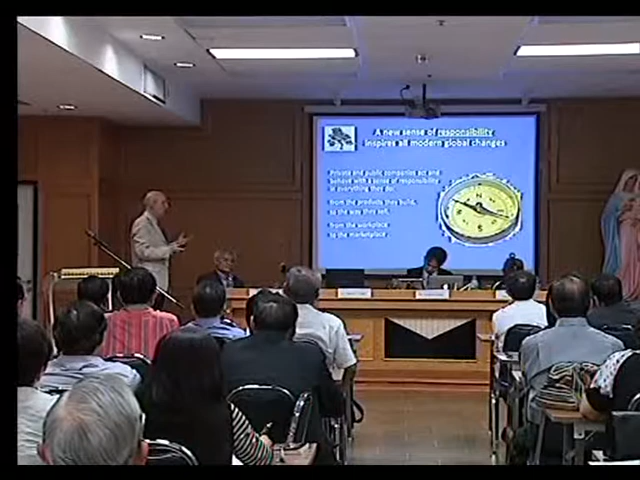 A new sense of responsibility
inspires all modern global changes
Private and public companies act and
behave with a sense of responsibility
in everything they do:
from the products they build,
to the way they sell,
from the workplace
to the marketplace